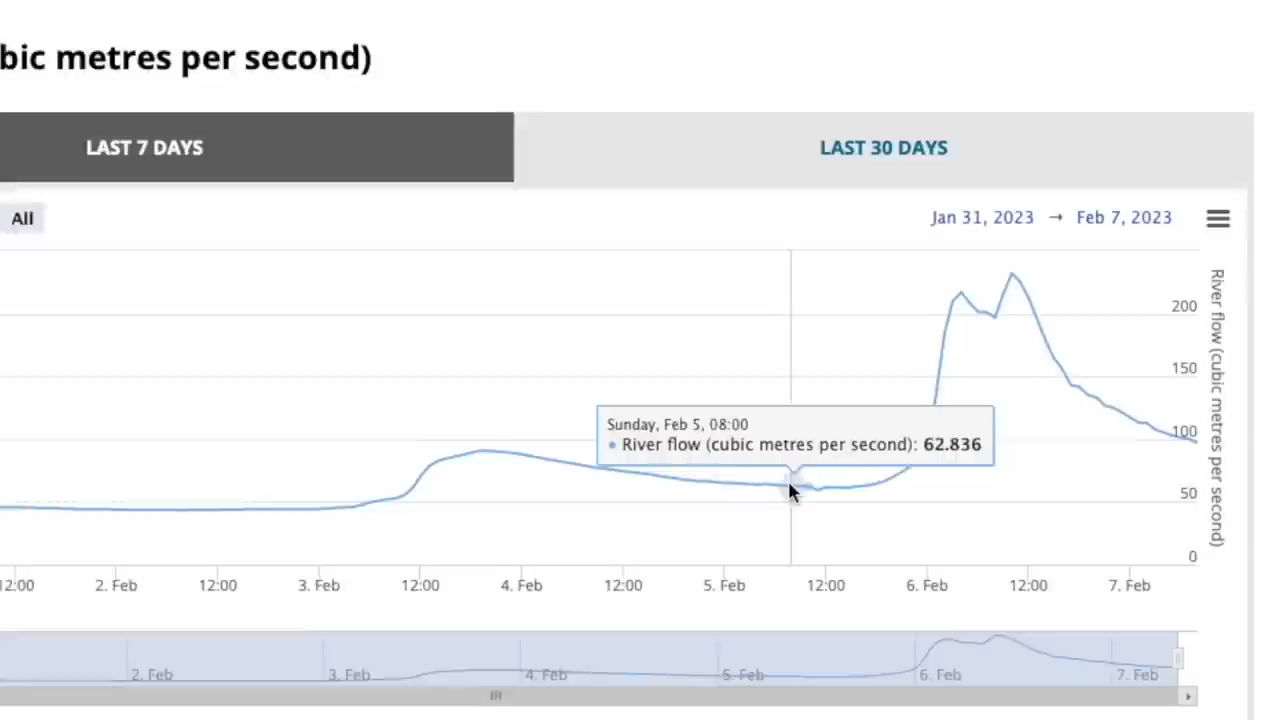 bic metres per second)
LAST 7 DAYS
LAST 30 DAYS
All
Jan 31, 2023 → Feb 7, 2023
River flow (cubic metres per second)
200
150
100
50
0
Sunday, Feb 5, 08:00
• River flow (cubic metres per second): 62.836
12:00 2. Feb 12:00 3. Feb 12:00 4. Feb 12:00 5. Feb 12:00 6. Feb 12:00 7. Feb
2. Feb 3. Feb 4. Feb 5. Feb 6. Feb 7. Feb